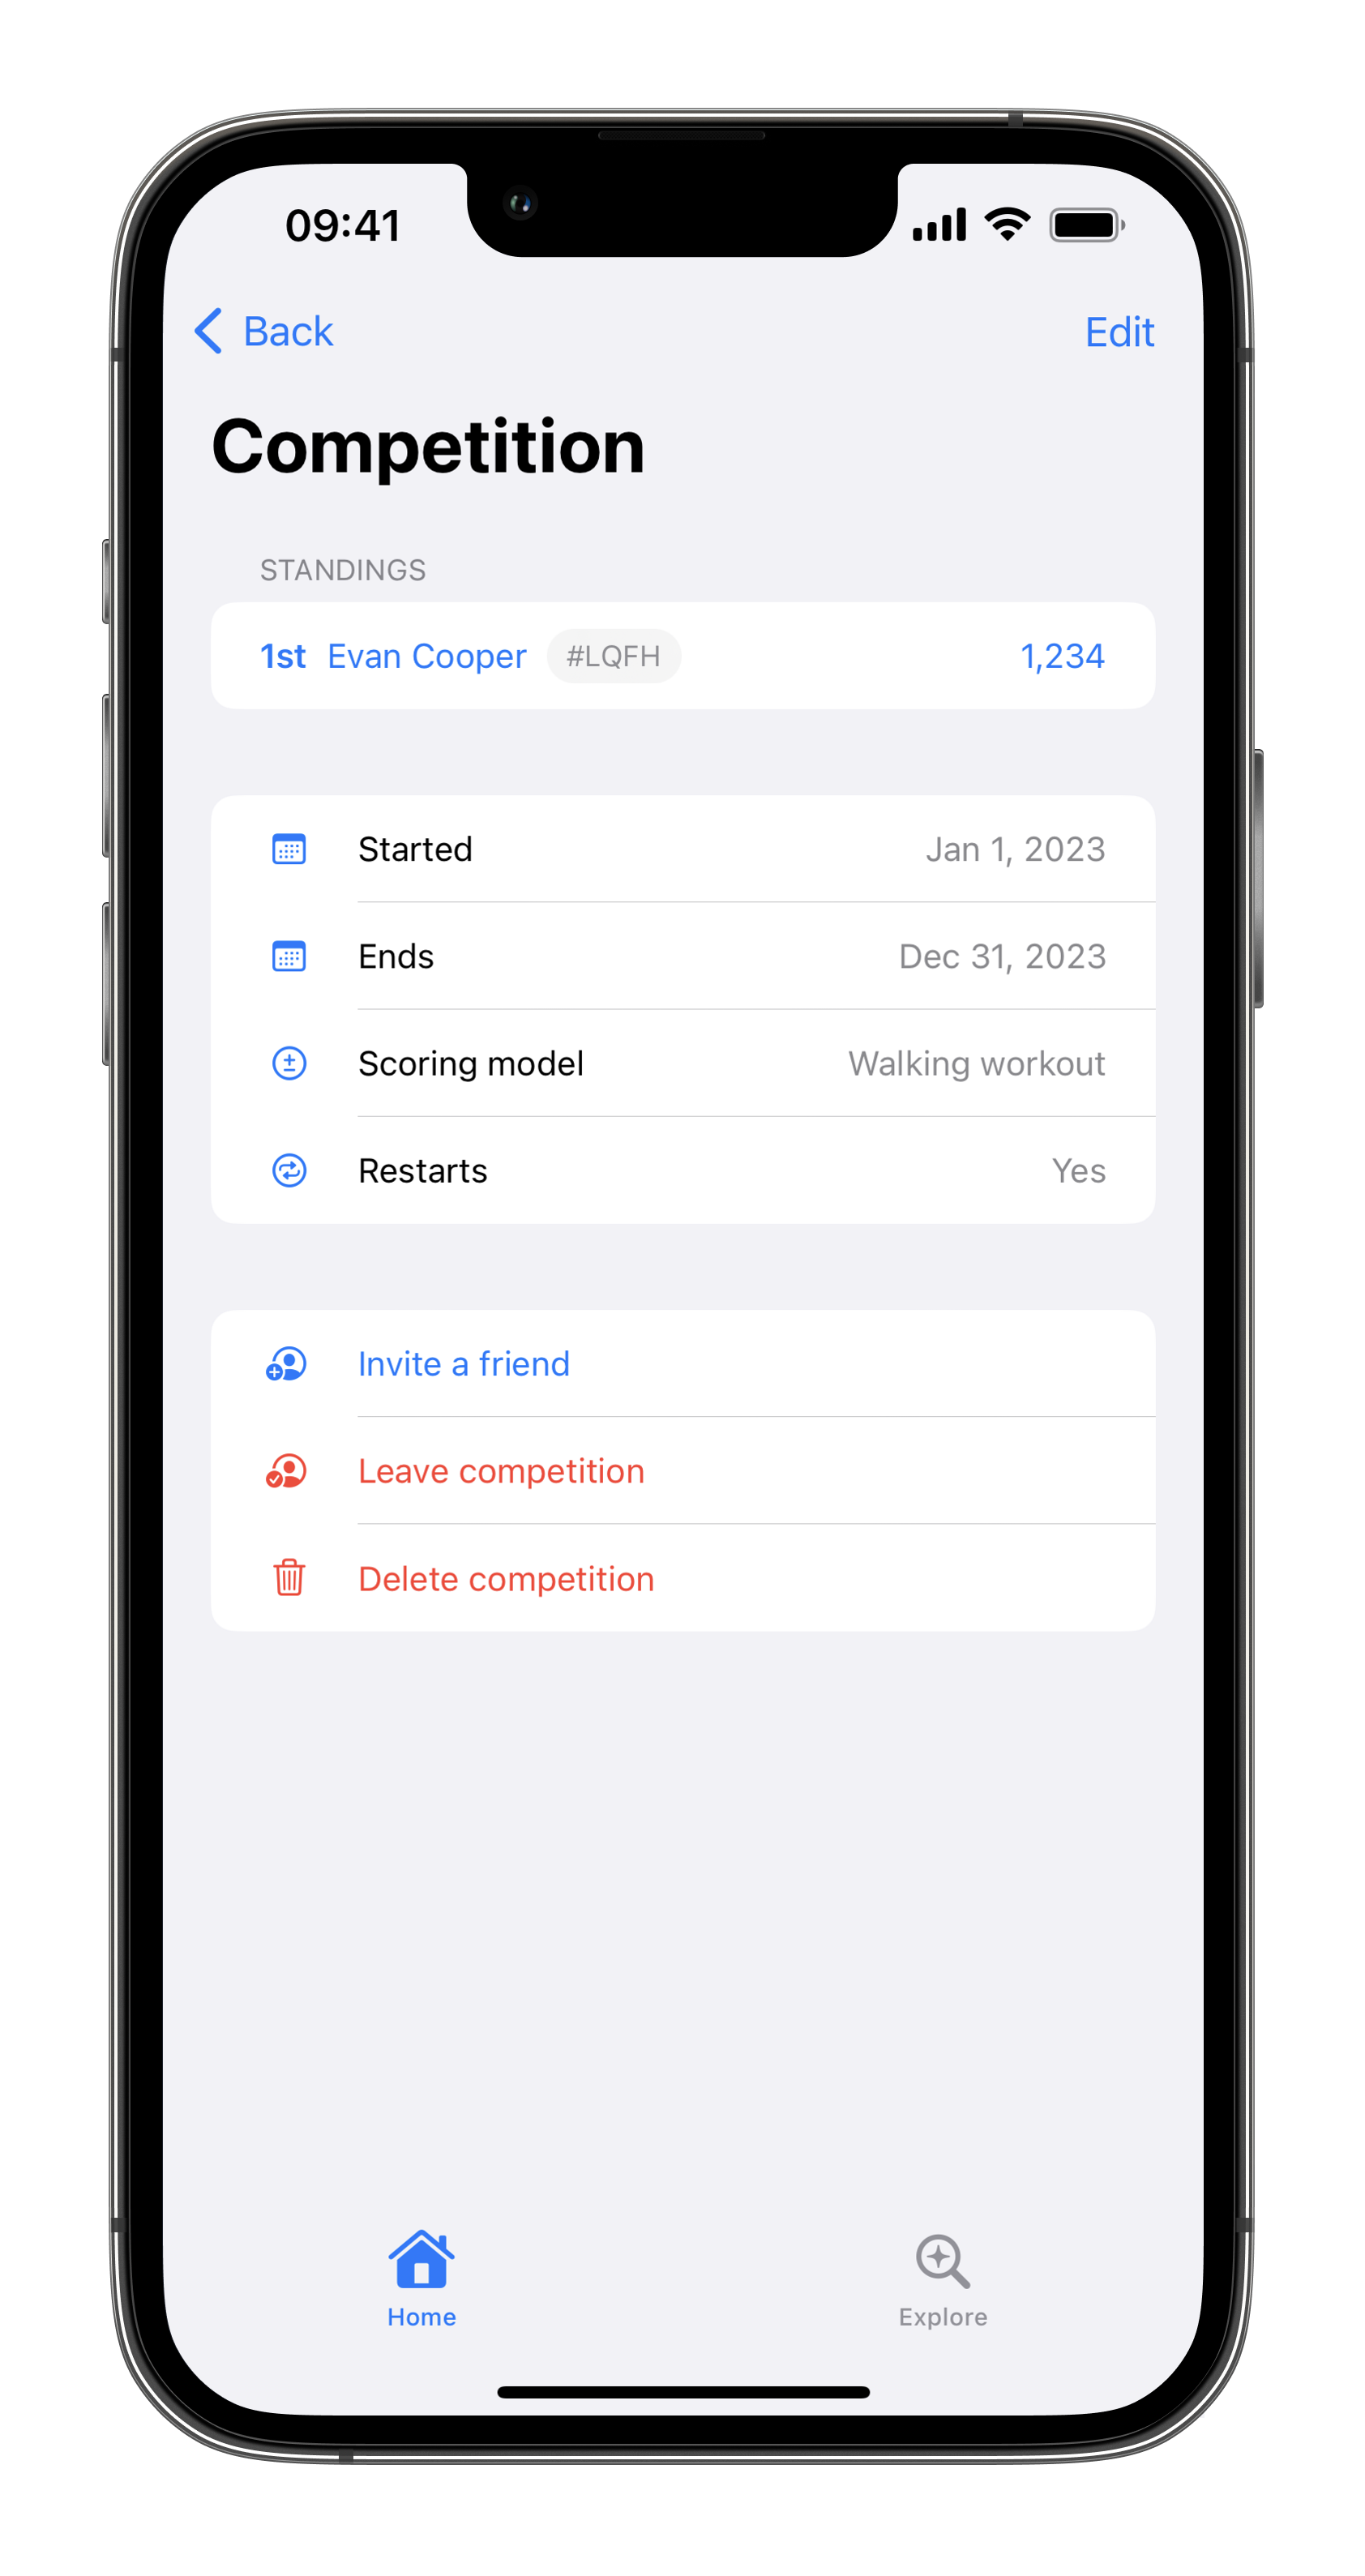 09:41
Back Edit
Competition
STANDINGS
1st Evan Cooper #LQFH 1,234
Started Jan 1, 2023
Ends Dec 31, 2023
Scoring model Walking workout
Restarts Yes
Invite a friend
Leave competition
Delete competition
Home Explore